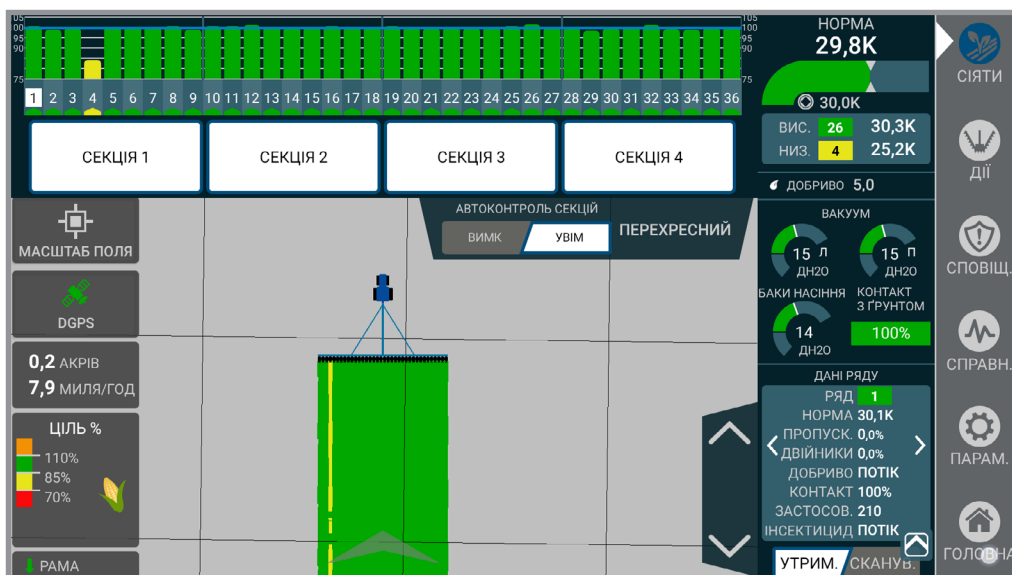 105
100
95
90
75
105
100
95
90
75
1 2 3 4 5 6 7 8 9 10 11 12 13 14 15 16 17 18 19 20 21 22 23 24 25 26 27 28 29 30 31 32 33 34 35 36
СЕКЦІЯ 1
СЕКЦІЯ 2
СЕКЦІЯ 3
СЕКЦІЯ 4
НОРМА
29,8K
30,0K
ВИС. 26 30,3K
НИЗ. 4 25,2K
ДОБРИВО 5,0
АВТОКОНТРОЛЬ СЕКЦІЙ
ВИМК
УВІМ
ПЕРЕХРЕСНИЙ
МАСШТАБ ПОЛЯ
DGPS
0,2 АКРІВ
7,9 МИЛЯ/ГОД
ЦІЛЬ %
110%
85%
70%
РАМА
ВАКУУМ
15 Л
ДН2О
15 П
ДН2О
БАКИ НАСІННЯ
14
ДН2О
КОНТАКТ
З ҐРУНТОМ
100%
ДАНІ РЯДУ
РЯД 1
НОРМА 30,1K
ПРОПУСК. 0,0%
ДВІЙНИКИ 0,0%
ДОБРИВО ПОТІК
КОНТАКТ 100%
ЗАСТОСОВ. 210
ІНСЕКТИЦИД ПОТІК
УТРИМ.
СКАНУВ.
СІЯТИ
ДІЇ
СПОВІЩ.
СПРАВН.
ПАРАМ.
ГОЛОВНА